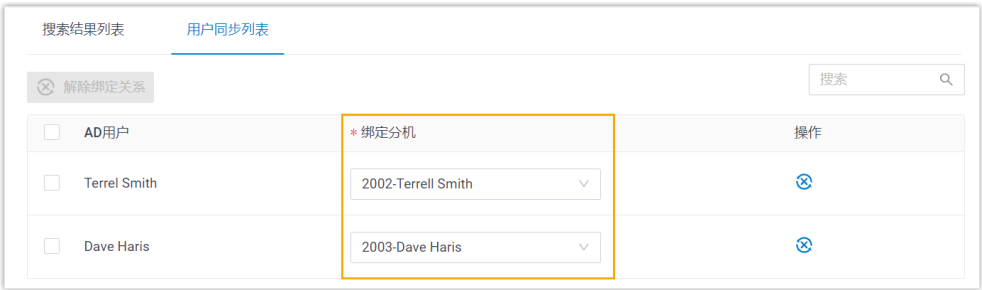 搜索结果列表 用户同步列表
解除绑定关系 搜索
AD用户 * 绑定分机 操作
Terrel Smith 2002-Terrell Smith
Dave Haris 2003-Dave Haris